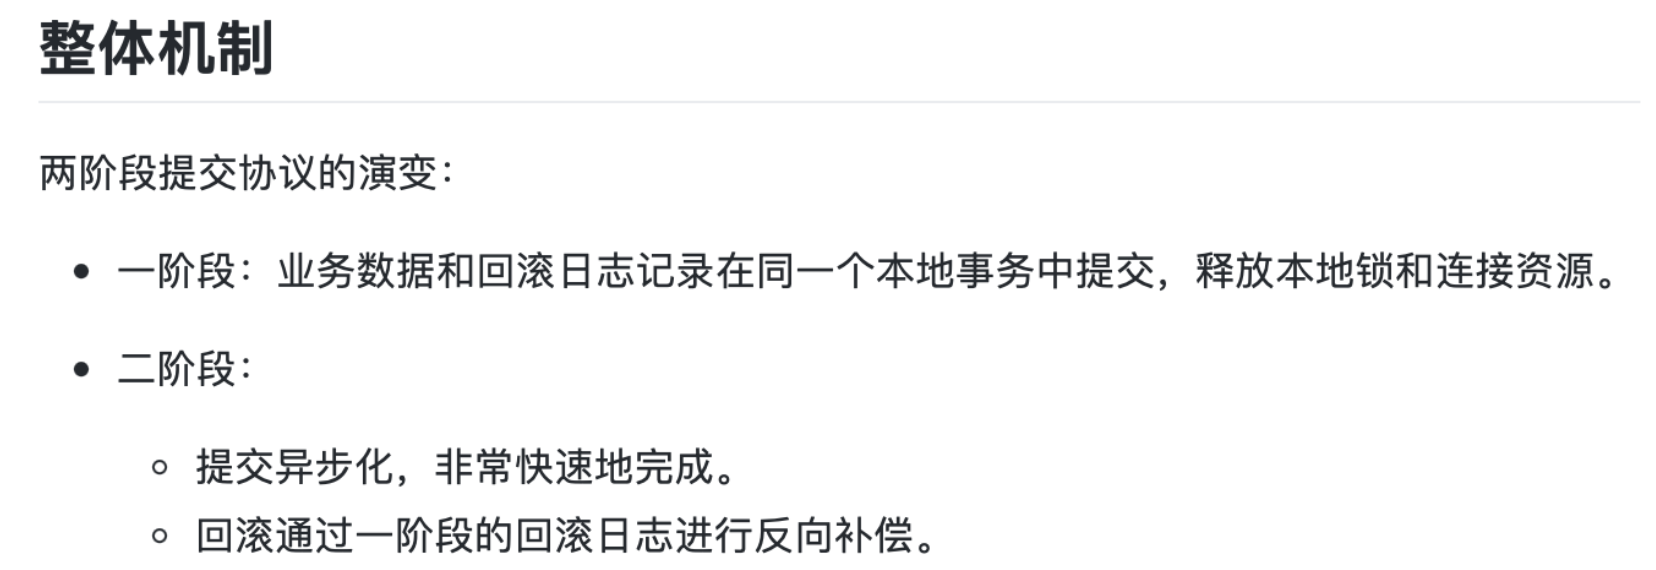 整体机制
两阶段提交协议的演变：
一阶段：业务数据和回滚日志记录在同一个本地事务中提交，释放本地锁和连接资源。
二阶段：
提交异步化，非常快速地完成。
回滚通过一阶段的回滚日志进行反向补偿。